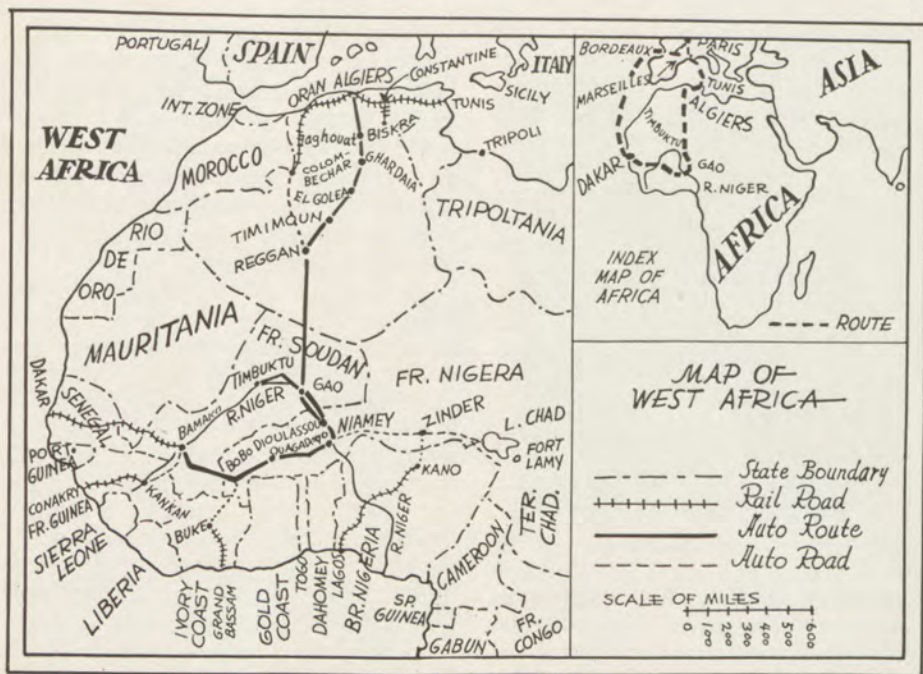 PORTUGAL
SPAIN
ITALY
CONSTANTINE
ORAN ALGIERS
SICILY
INT. ZONE
TUNIS
WEST
AFRICA
Laghouat
BISKRA
TRIPOLI
MOROCCO
COLOM-
BECHAR
GHARDAIA
EL GOLEA
TRIPOLTANIA
RIO
DE
ORO
TIMIMOUN
REGGAN
MAURITANIA
FR. SOUDAN
TIMBUKTU
GAO
FR. NIGERA
DAKAR
SENEGAL
R. NIGER
BAMAKO
BOBO DIOULASSOU
OUAGADOUGO
NIAMEY
ZINDER
L. CHAD
FORT
LAMY
PORT
GUINEA
KANO
CONAKRY
FR. GUINEA
KANKAN
SIERRA
LEONE
BUKE
R. NIGER
TER.
CHAD.
LIBERIA
IVORY
COAST
GRAND
BASSAM
GOLD
COAST
TOGO
DAHOMEY
LAGOS
BR. NIGERIA
CAMEROON
SP.
GUINEA
GABUN
FR.
CONGO
BORDEAUX
PARIS
MARSEILLES
TUNIS
ALGIERS
ASIA
TIMBUKTU
DAKAR
GAO
R. NIGER
AFRICA
INDEX
MAP OF
AFRICA
ROUTE
MAP OF
WEST AFRICA
State Boundary
Rail Road
Auto Route
Auto Road
SCALE OF MILES
0 100 200 300 400 500 600